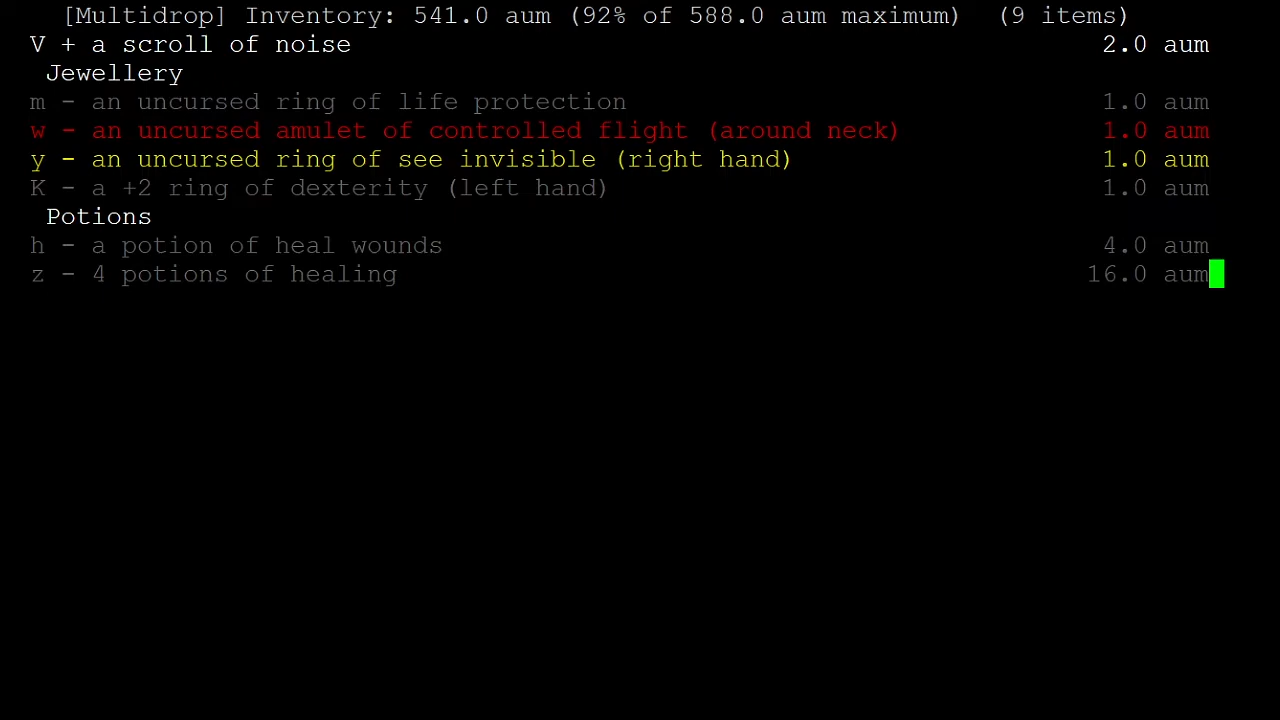 [Multidrop] Inventory: 541.0 aum (92% of 588.0 aum maximum) (9 items)
V + a scroll of noise 2.0 aum
Jewellery
m - an uncursed ring of life protection 1.0 aum
w - an uncursed amulet of controlled flight (around neck) 1.0 aum
y - an uncursed ring of see invisible (right hand) 1.0 aum
K - a +2 ring of dexterity (left hand) 1.0 aum
Potions
h - a potion of heal wounds 4.0 aum
z - 4 potions of healing 16.0 aum